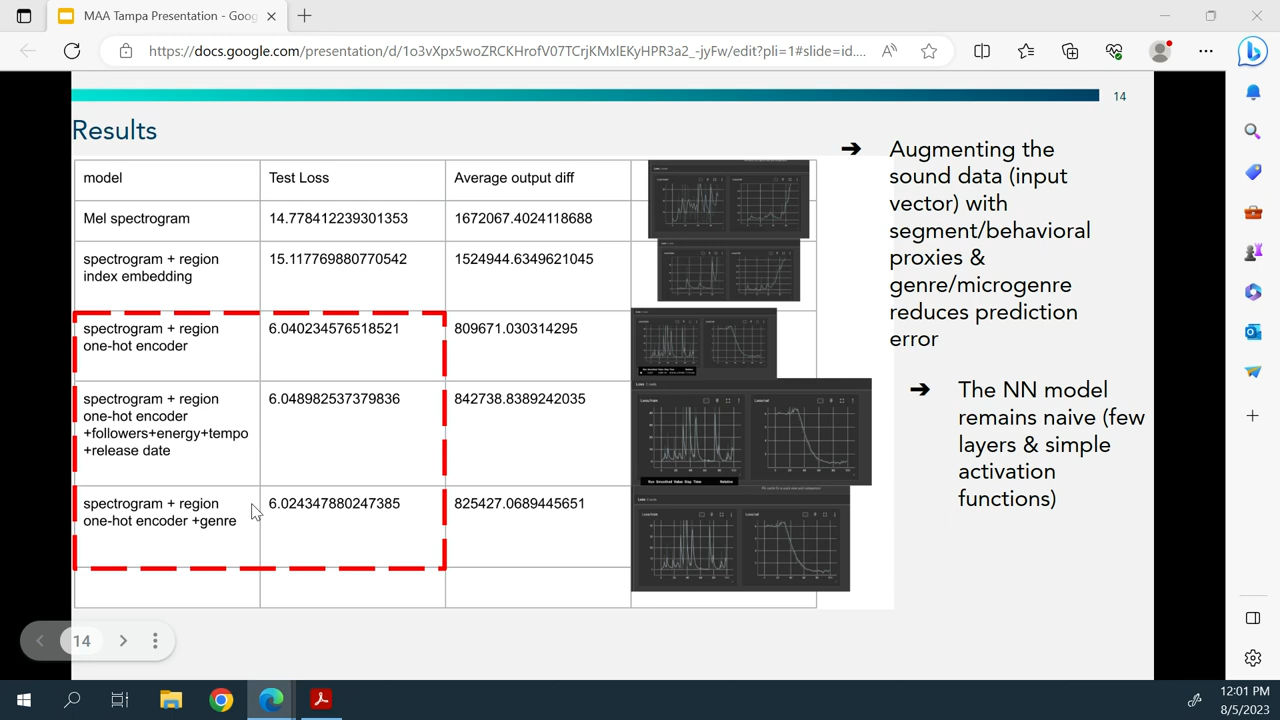 MAA Tampa Presentation - Goog
https://docs.google.com/presentation/d/1o3vXpx5woZRCKHrofV07TCrjKMxlEKyHPR3a2_-jyFw/edit?pli=1#slide=id....
14
Results
model Test Loss Average output diff
Mel spectrogram 14.778412239301353 1672067.4024118688
spectrogram + region
index embedding
15.117769880770542 1524944.6349621045
spectrogram + region
one-hot encoder
6.040234576513521 809671.030314295
spectrogram + region
one-hot encoder
+followers+energy+tempo
+release date
6.048982537379836 842738.8389242035
spectrogram + region
one-hot encoder +genre
6.024347880247385 825427.0689445651
➔ Augmenting the
sound data (input
vector) with
segment/behavioral
proxies &
genre/microgenre
reduces prediction
error
➔ The NN model
remains naive (few
layers & simple
activation
functions)
14
12:01 PM
8/5/2023